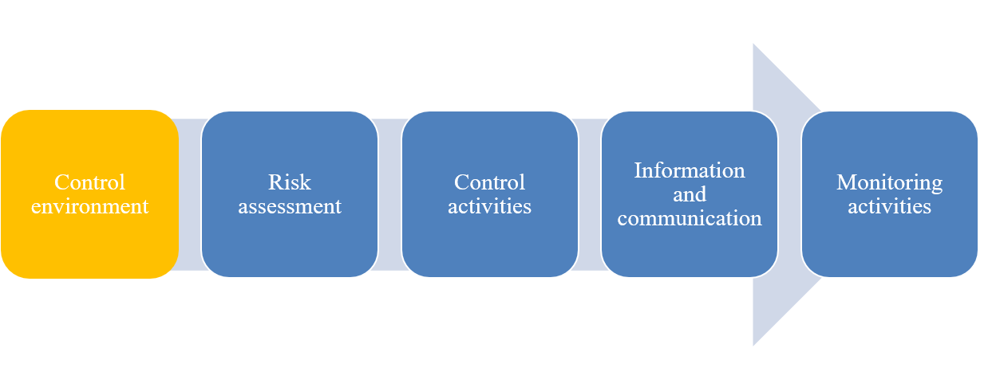 Control
environment
Risk
assessment
Control
activities
Information
and
communication
Monitoring
activities